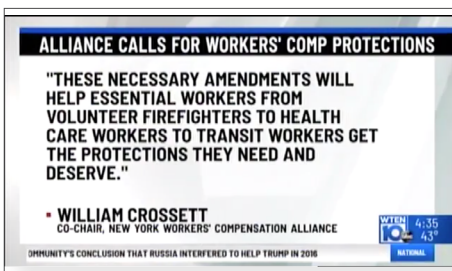 ALLIANCE CALLS FOR WORKERS' COMP PROTECTIONS
"THESE NECESSARY AMENDMENTS WILL
HELP ESSENTIAL WORKERS FROM
VOLUNTEER FIREFIGHTERS TO HEALTH
CARE WORKERS TO TRANSIT WORKERS GET
THE PROTECTIONS THEY NEED AND
DESERVE."
▪ WILLIAM CROSSETT
CO-CHAIR, NEW YORK WORKERS' COMPENSATION ALLIANCE
WTEN
10
4:35
43°
OMMUNITY'S CONCLUSION THAT RUSSIA INTERFERED TO HELP TRUMP IN 2016
NATIONAL